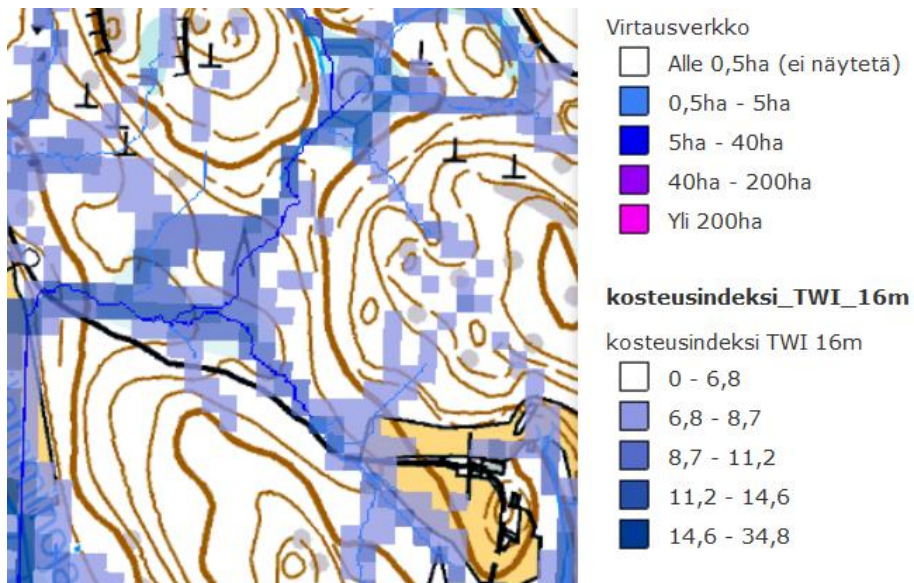 Virtausverkko
Alle 0,5ha (ei näytetä)
0,5ha - 5ha
5ha - 40ha
40ha - 200ha
Yli 200ha
kosteusindeksi_TWI_16m
kosteusindeksi TWI 16m
0 - 6,8
6,8 - 8,7
8,7 - 11,2
11,2 - 14,6
14,6 - 34,8